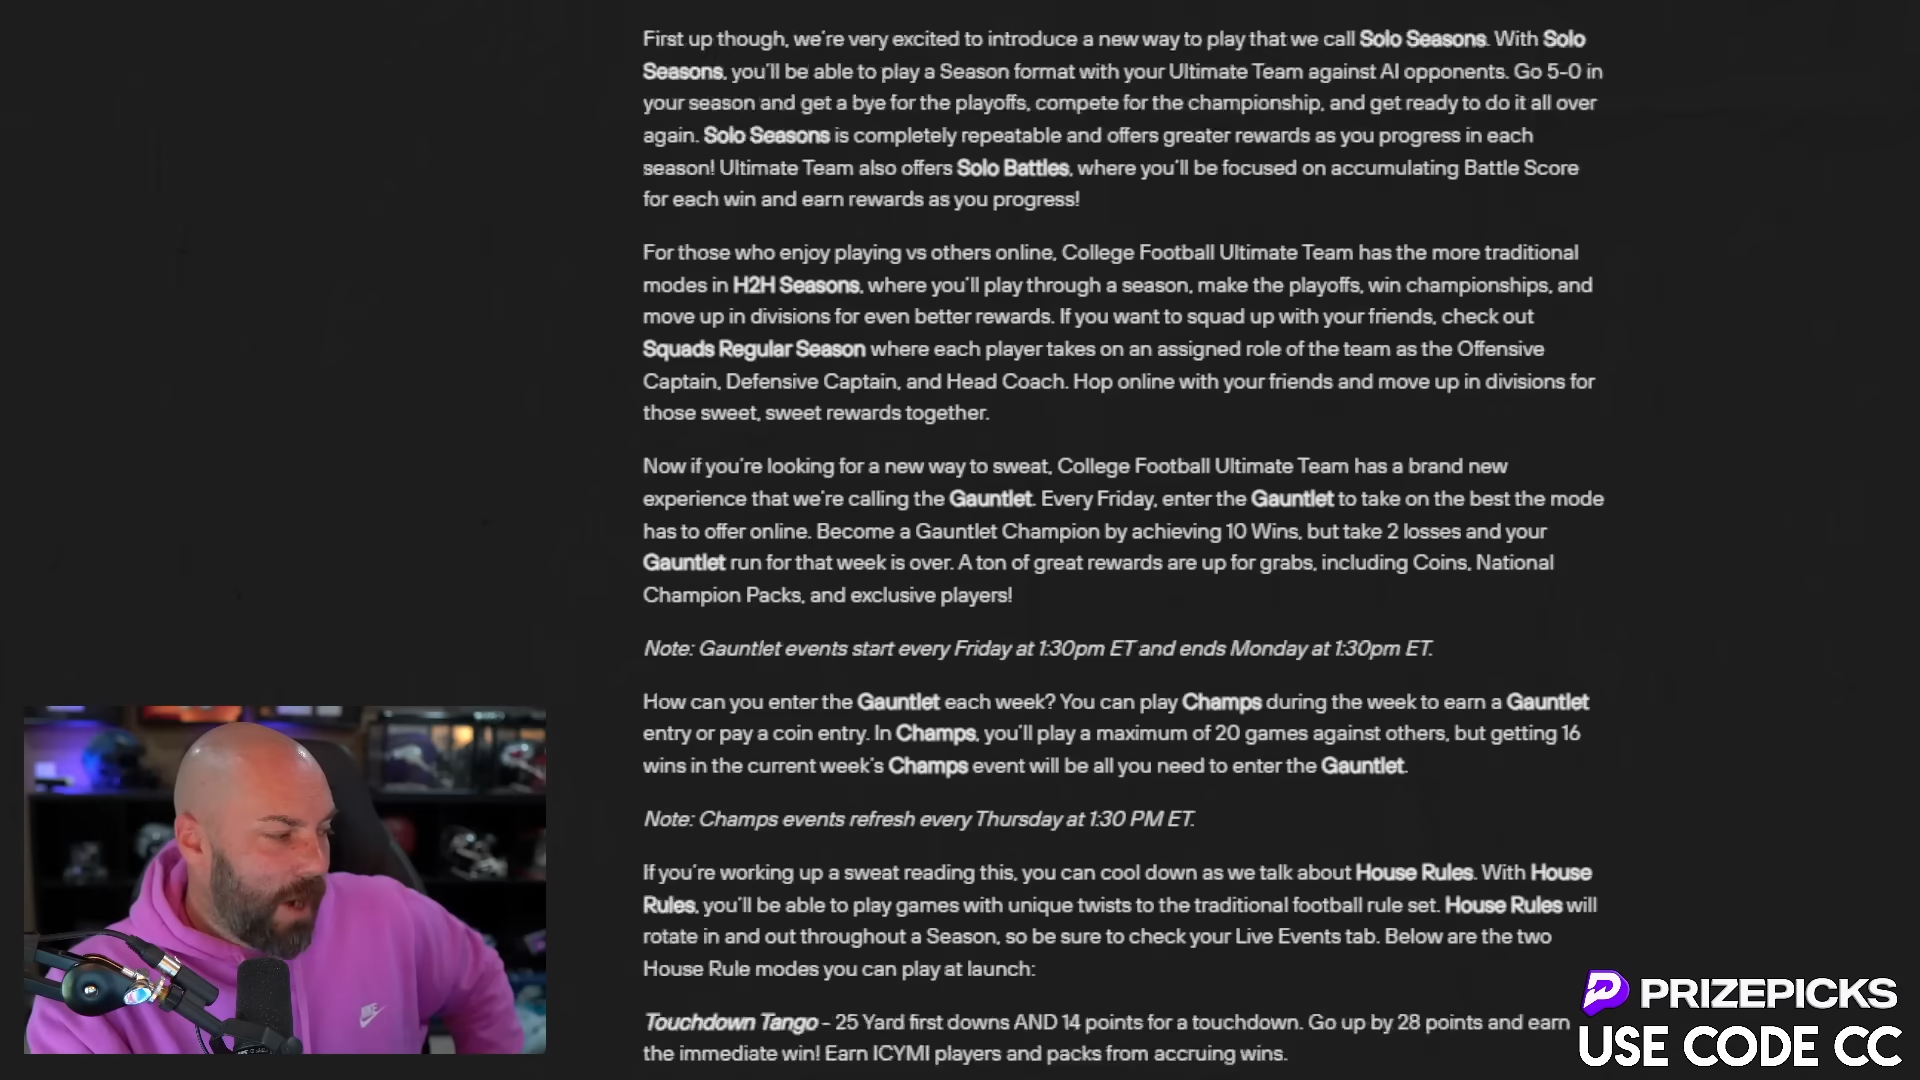 First up though, we're very excited to introduce a new way to play that we call Solo Seasons. With Solo
Seasons, you'll be able to play a Season format with your Ultimate Team against AI opponents. Go 5-0 in
your season and get a bye for the playoffs, compete for the championship, and get ready to do it all over
again. Solo Seasons is completely repeatable and offers greater rewards as you progress in each
season! Ultimate Team also offers Solo Battles, where you'll be focused on accumulating Battle Score
for each win and earn rewards as you progress!
For those who enjoy playing vs others online, College Football Ultimate Team has the more traditional
modes in H2H Seasons, where you'll play through a season, make the playoffs, win championships, and
move up in divisions for even better rewards. If you want to squad up with your friends, check out
Squads Regular Season where each player takes on an assigned role of the team as the Offensive
Captain, Defensive Captain, and Head Coach. Hop online with your friends and move up in divisions for
those sweet, sweet rewards together.
Now if you're looking for a new way to sweat, College Football Ultimate Team has a brand new
experience that we're calling the Gauntlet. Every Friday, enter the Gauntlet to take on the best the mode
has to offer online. Become a Gauntlet Champion by achieving 10 Wins, but take 2 losses and your
Gauntlet run for that week is over. A ton of great rewards are up for grabs, including Coins, National
Champion Packs, and exclusive players!
Note: Gauntlet events start every Friday at 1:30pm ET and ends Monday at 1:30pm ET.
How can you enter the Gauntlet each week? You can play Champs during the week to earn a Gauntlet
entry or pay a coin entry. In Champs, you'll play a maximum of 20 games against others, but getting 16
wins in the current week's Champs event will be all you need to enter the Gauntlet.
Note: Champs events refresh every Thursday at 1:30 PM ET.
If you're working up a sweat reading this, you can cool down as we talk about House Rules. With House
Rules, you'll be able to play games with unique twists to the traditional football rule set. House Rules will
rotate in and out throughout a Season, so be sure to check your Live Events tab. Below are the two
House Rule modes you can play at launch:
Touchdown Tango - 25 Yard first downs AND 14 points for a touchdown. Go up by 28 points and earn
the immediate win! Earn ICYMI players and packs from accruing wins.
PRIZEPICKS
USE CODE CC